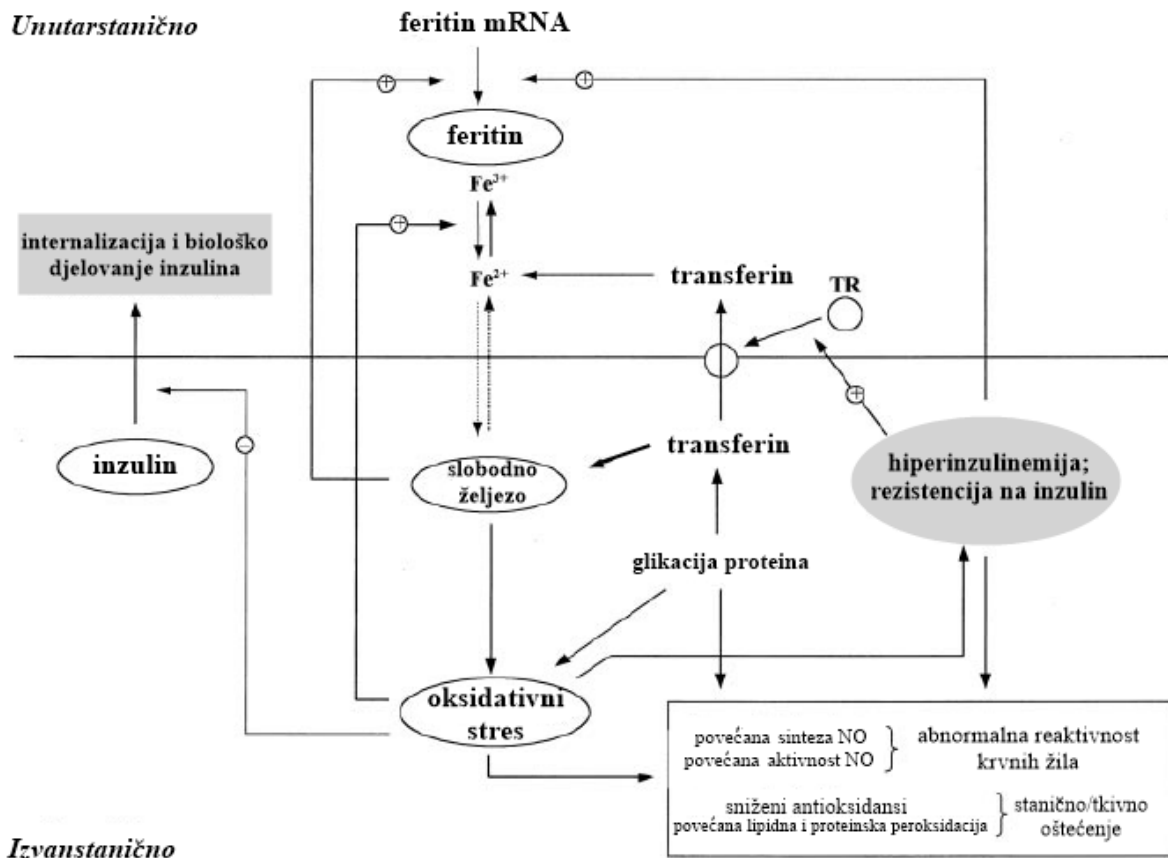 Unutarstanično
feritin mRNA
+
+
feritin
Fe³⁺
+
internalizacija i biološko
djelovanje inzulina
Fe²⁺
transferin
TR
+
−
inzulin
transferin
slobodno
željezo
hiperinzulinemija;
rezistencija na inzulin
glikacija proteina
oksidativni
stres
povećana sinteza NO
povećana aktivnost NO
abnormalna reaktivnost
krvnih žila
sniženi antioksidansi
povećana lipidna i proteinska peroksidacija
stanično/tkivno
oštećenje
Izvanstanično